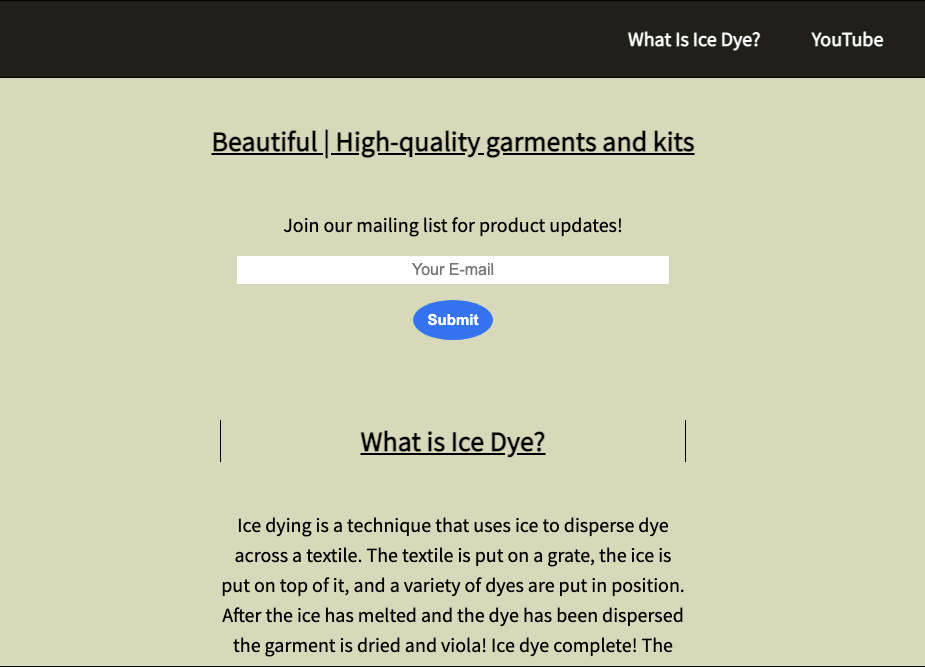 What Is Ice Dye? YouTube
Beautiful | High-quality garments and kits
Join our mailing list for product updates!
Your E-mail
Submit
What is Ice Dye?
Ice dying is a technique that uses ice to disperse dye
across a textile. The textile is put on a grate, the ice is
put on top of it, and a variety of dyes are put in position.
After the ice has melted and the dye has been dispersed
the garment is dried and viola! Ice dye complete! The